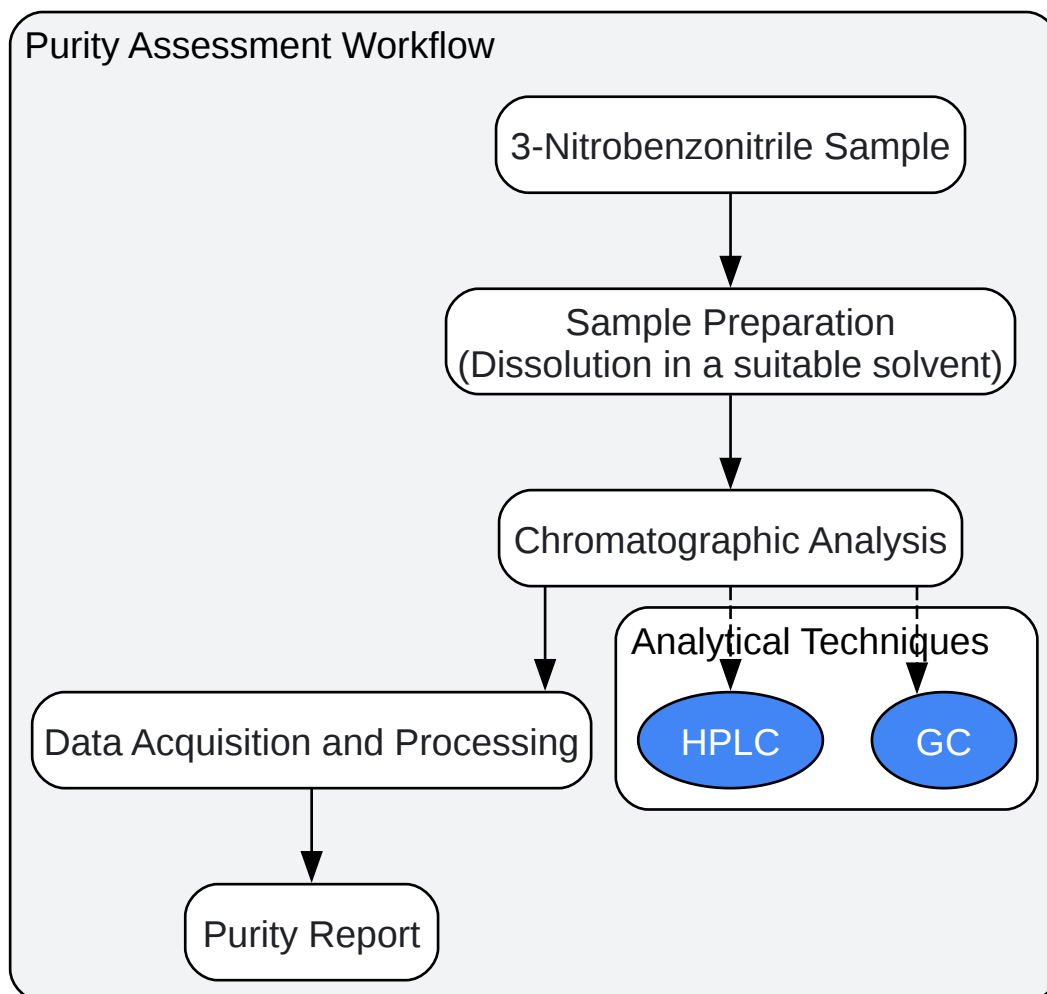 Purity Assessment Workflow
3-Nitrobenzonitrile Sample
Sample Preparation
(Dissolution in a suitable solvent)
Chromatographic Analysis
Analytical Techniques
Data Acquisition and Processing
HPLC
GC
Purity Report